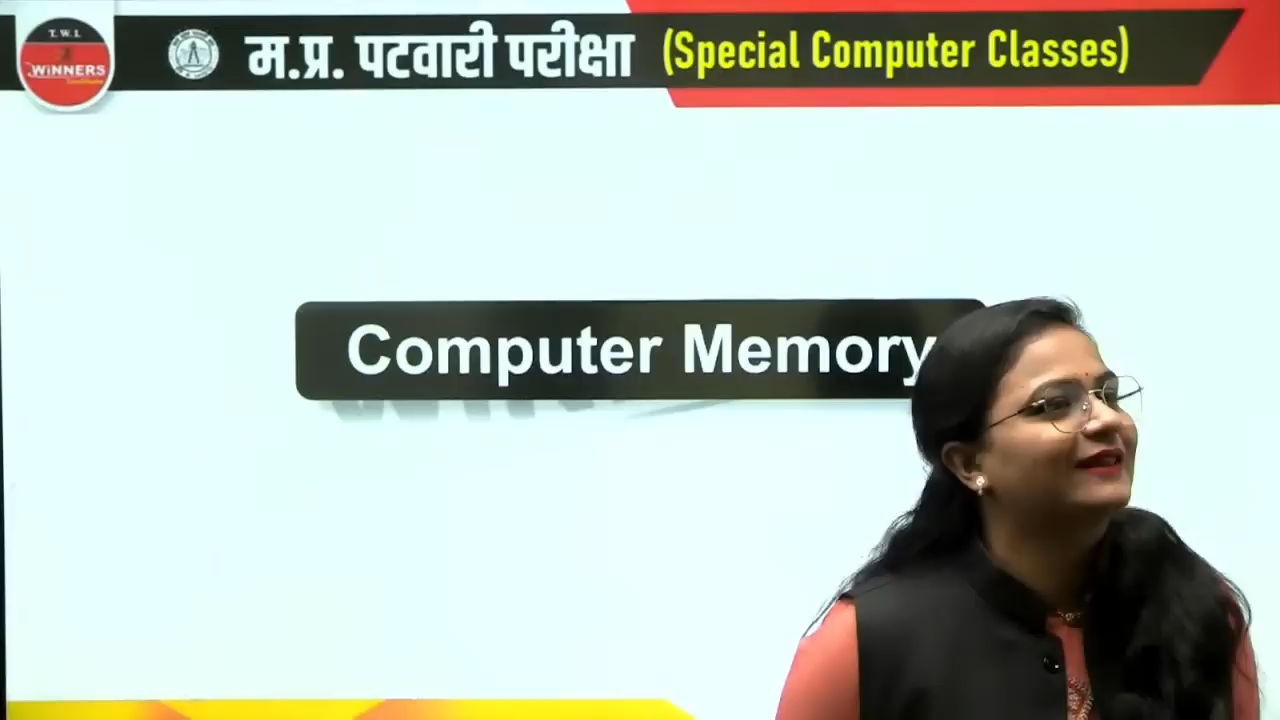 T. W. I.
WiNNERS
म.प्र. पटवारी परीक्षा (Special Computer Classes)
Computer Memory